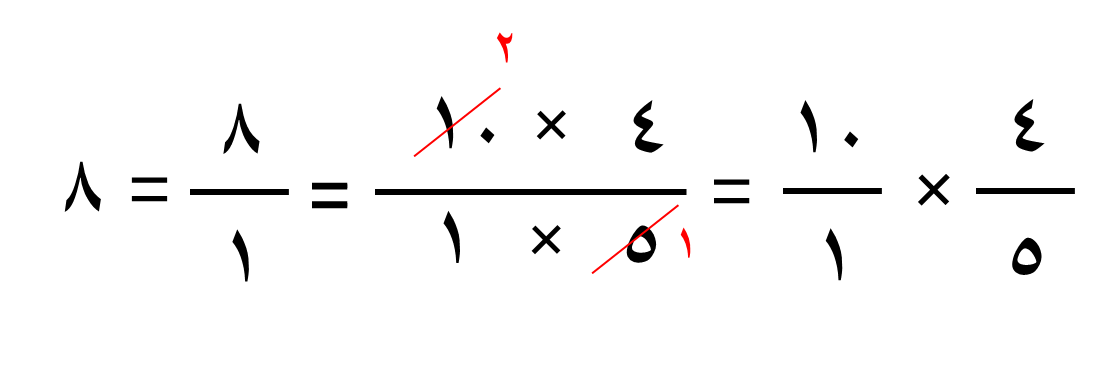 ٢
٤ ١٠ ٤ × ١٠ ٨
× = = = ٨
٥ ١ ١ ٥ × ١ ١